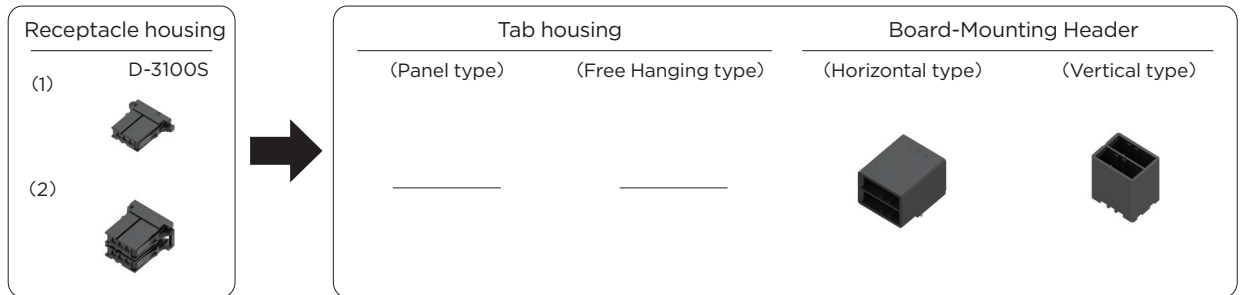 Receptacle housing
(1)
D-3100S
(2)
Tab housing
Board-Mounting Header
(Panel type)
(Free Hanging type)
(Horizontal type)
(Vertical type)